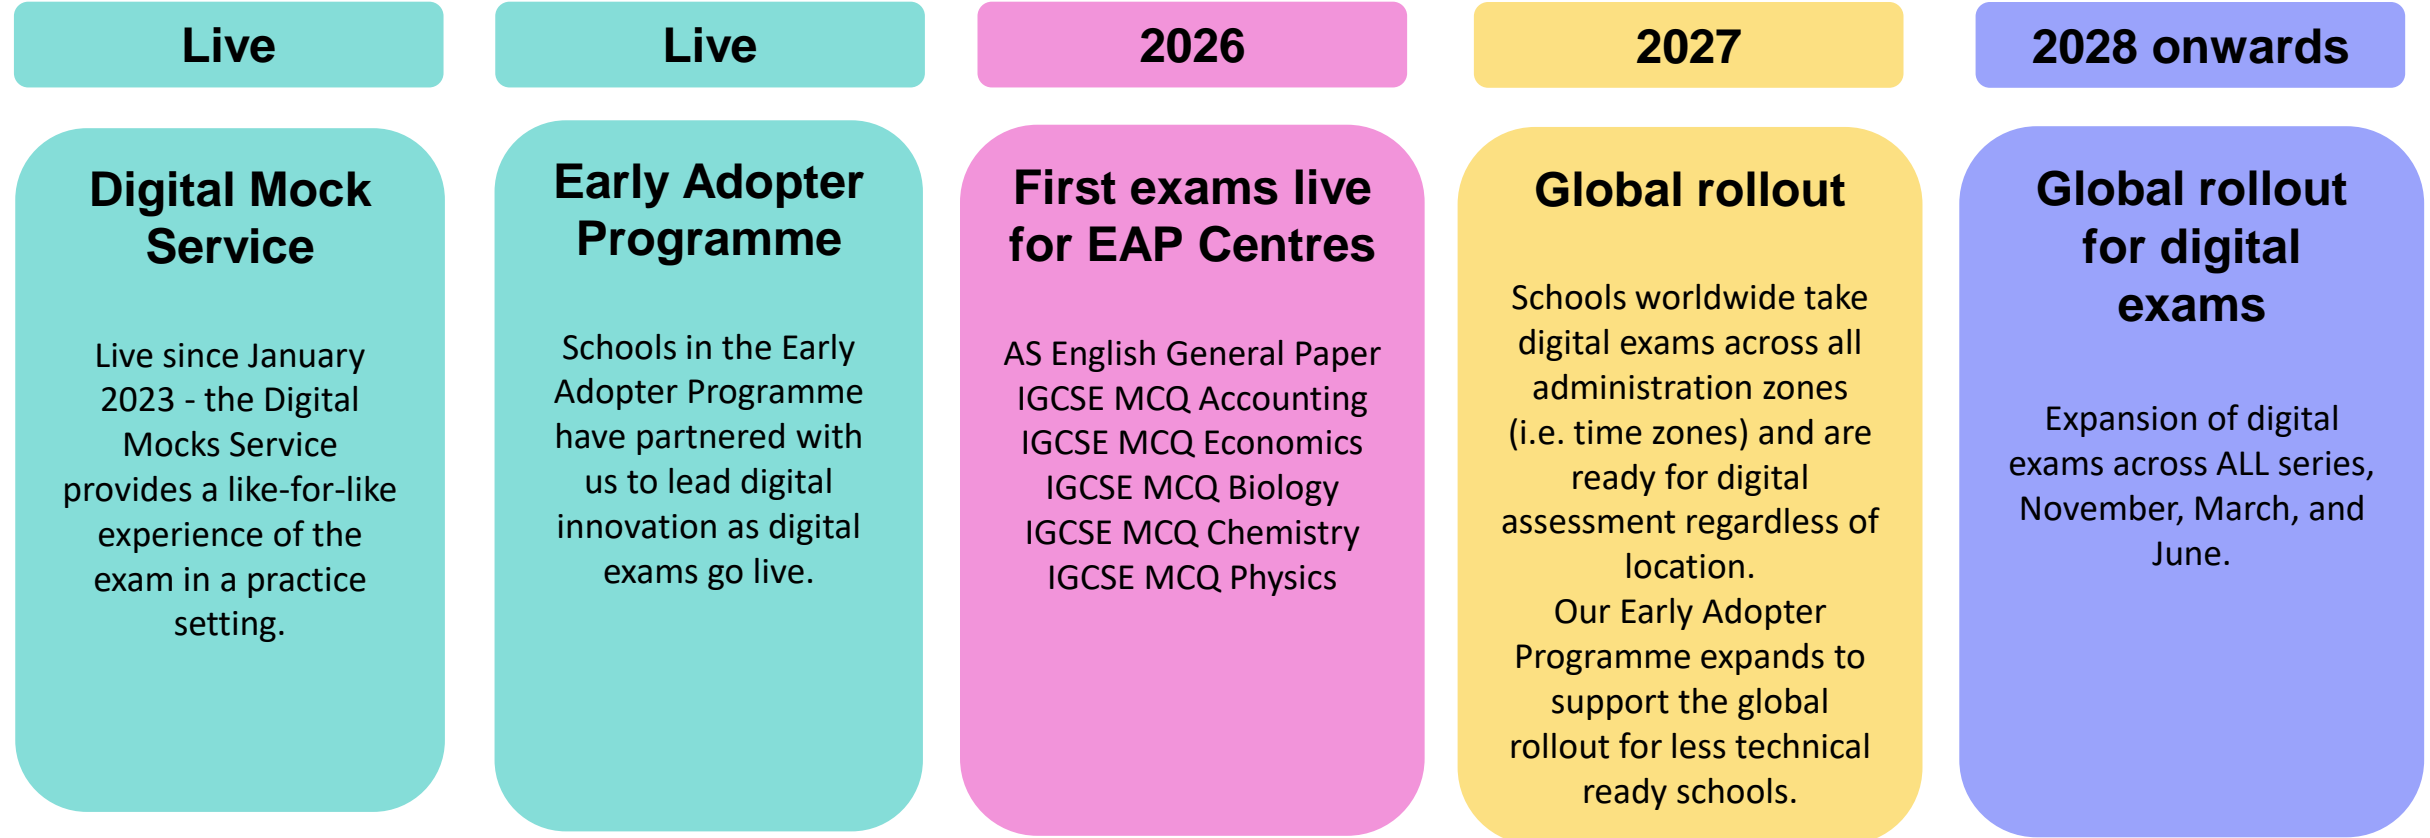 Live
Digital Mock
Service
Live since January
2023 - the Digital
Mocks Service
provides a like-for-like
experience of the
exam in a practice
setting.
Live
Early Adopter
Programme
Schools in the Early
Adopter Programme
have partnered with
us to lead digital
innovation as digital
exams go live.
2026
First exams live
for EAP Centres
AS English General Paper
IGCSE MCQ Accounting
IGCSE MCQ Economics
IGCSE MCQ Biology
IGCSE MCQ Chemistry
IGCSE MCQ Physics
2027
Global rollout
Schools worldwide take
digital exams across all
administration zones
(i.e. time zones) and are
ready for digital
assessment regardless of
location.
Our Early Adopter
Programme expands to
support the global
rollout for less technical
ready schools.
2028 onwards
Global rollout
for digital
exams
Expansion of digital
exams across ALL series,
November, March, and
June.